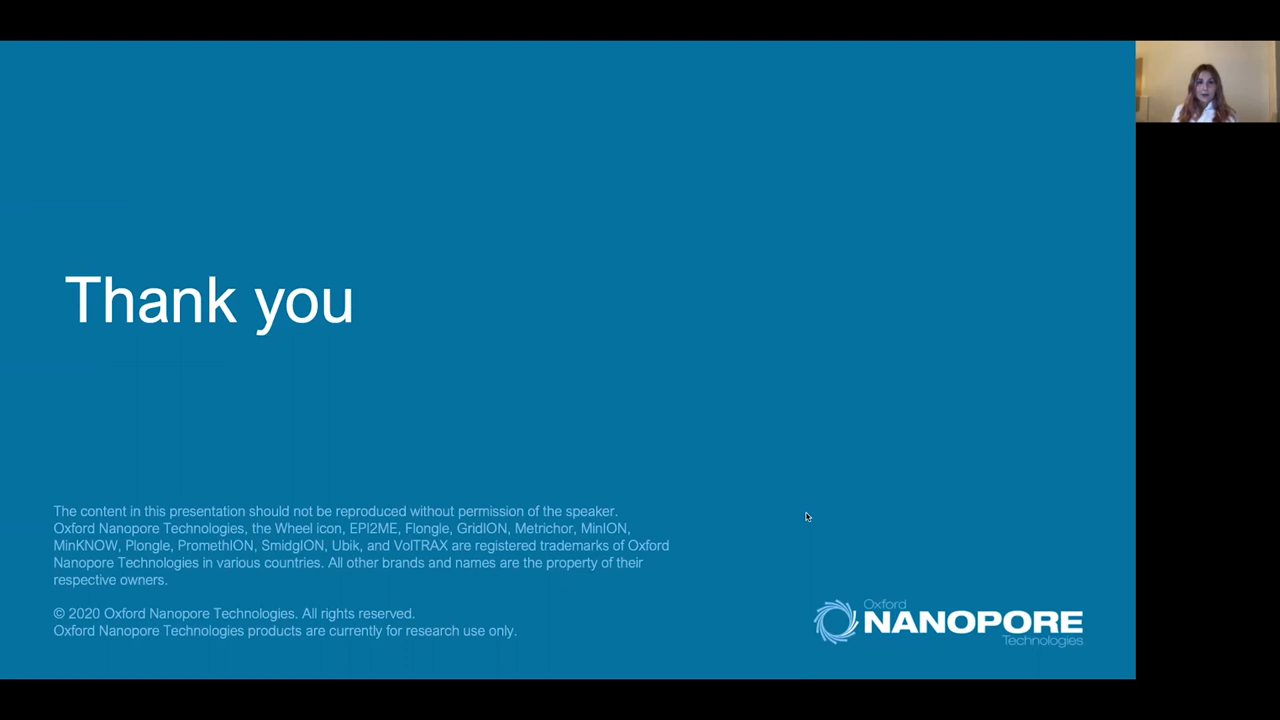 Thank you
The content in this presentation should not be reproduced without permission of the speaker.
Oxford Nanopore Technologies, the Wheel icon, EPI2ME, Flongle, GridION, Metrichor, MinION,
MinKNOW, Plongle, PromethION, SmidgION, Ubik, and VolTRAX are registered trademarks of Oxford
Nanopore Technologies in various countries. All other brands and names are the property of their
respective owners.
© 2020 Oxford Nanopore Technologies. All rights reserved.
Oxford Nanopore Technologies products are currently for research use only.
Oxford
NANOPORE
Technologies